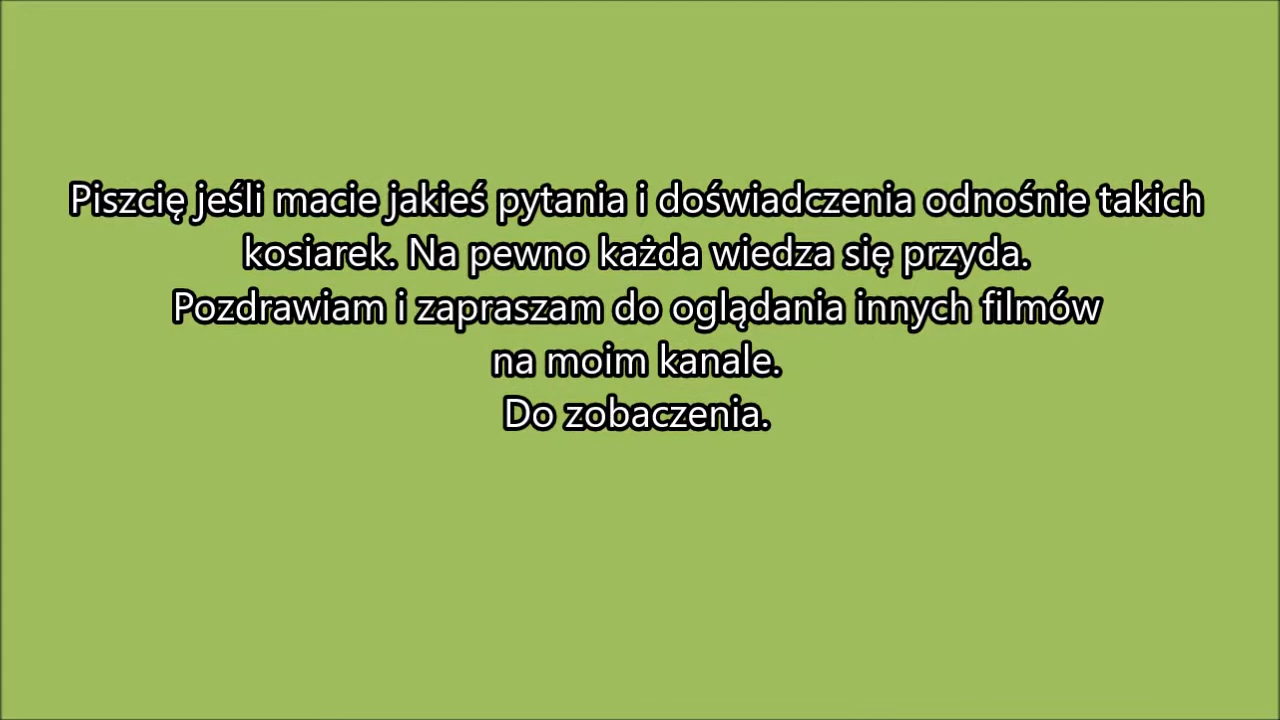 Piszcię jeśli macie jakieś pytania i doświadczenia odnośnie takich
kosiarek. Na pewno każda wiedza się przyda.
Pozdrawiam i zapraszam do oglądania innych filmów
na moim kanale.
Do zobaczenia.